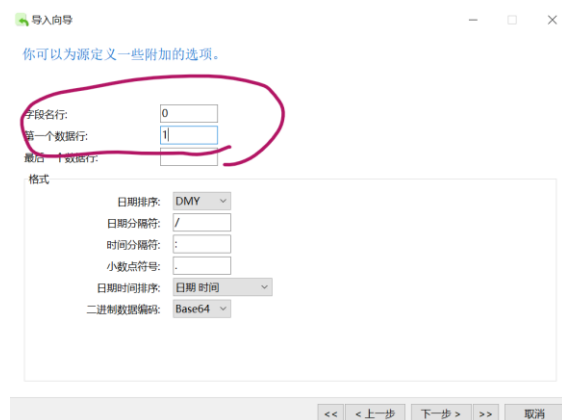 导入向导
你可以为源定义一些附加的选项。
字段名行: 0
第一个数据行: 1
最后一个数据行:
格式
日期排序: DMY
日期分隔符: /
时间分隔符: :
小数点符号: .
日期时间排序: 日期 时间
二进制数据编码: Base64
<< < 上一步 下一步 > >> 取消